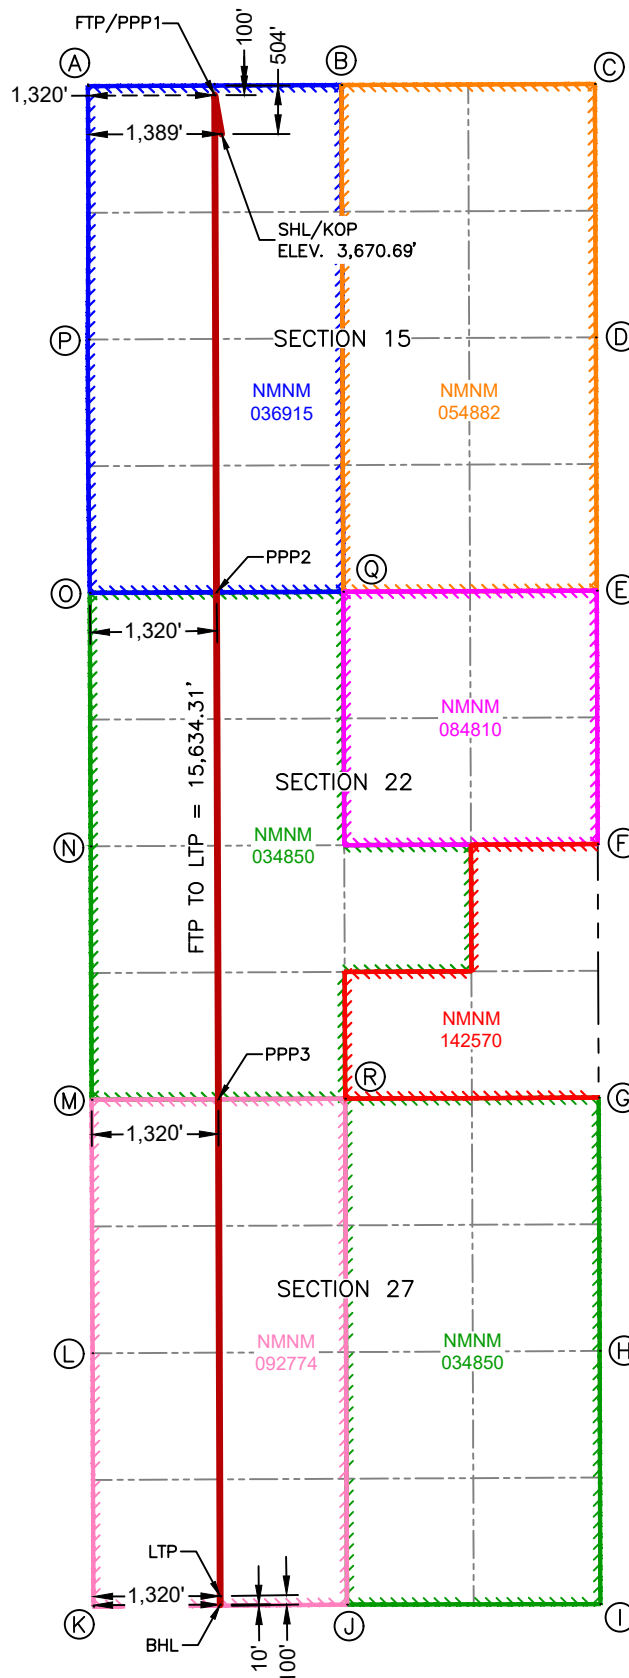 FTP/PPP1
100'
504'
A
B
C
1,320'
1,389'
SHL/KOP
ELEV. 3,670.69'
P
SECTION 15
D
NMNM
036915
NMNM
054882
PPP2
Q
O
E
1,320'
NMNM
084810
FTP TO LTP = 15,634.31'
SECTION 22
N
NMNM
034850
F
NMNM
142570
PPP3
R
M
G
1,320'
SECTION 27
L
NMNM
092774
NMNM
034850
H
LTP
1,320'
K
BHL
10'
100'
J
I